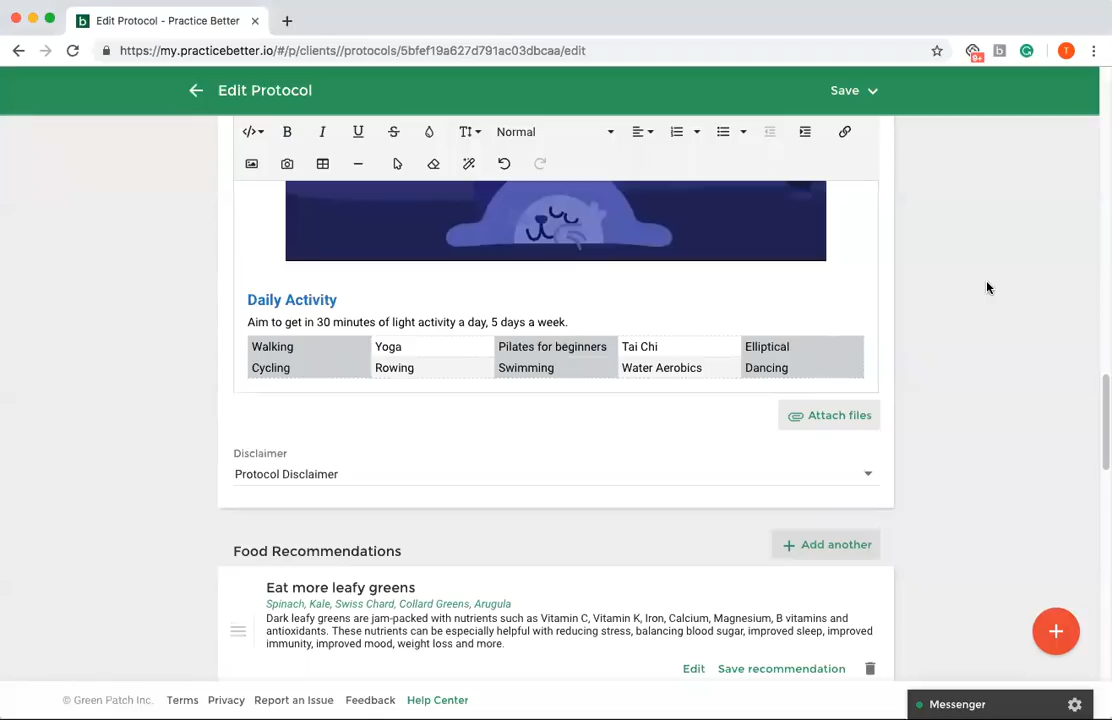 b Edit Protocol - Practice Better
https://my.practicebetter.io/#/p/clients//protocols/5bfef19a627d791ac03dbcaa/edit
9+ b T
Edit Protocol Save
</> B I U S T Normal
Daily Activity
Aim to get in 30 minutes of light activity a day, 5 days a week.
Walking Yoga Pilates for beginners Tai Chi Elliptical
Cycling Rowing Swimming Water Aerobics Dancing
Attach files
Disclaimer
Protocol Disclaimer
Food Recommendations + Add another
Eat more leafy greens
Spinach, Kale, Swiss Chard, Collard Greens, Arugula
Dark leafy greens are jam-packed with nutrients such as Vitamin C, Vitamin K, Iron, Calcium, Magnesium, B vitamins and
antioxidants. These nutrients can be especially helpful with reducing stress, balancing blood sugar, improved sleep, improved
immunity, improved mood, weight loss and more.
Edit Save recommendation
© Green Patch Inc. Terms Privacy Report an Issue Feedback Help Center
Messenger